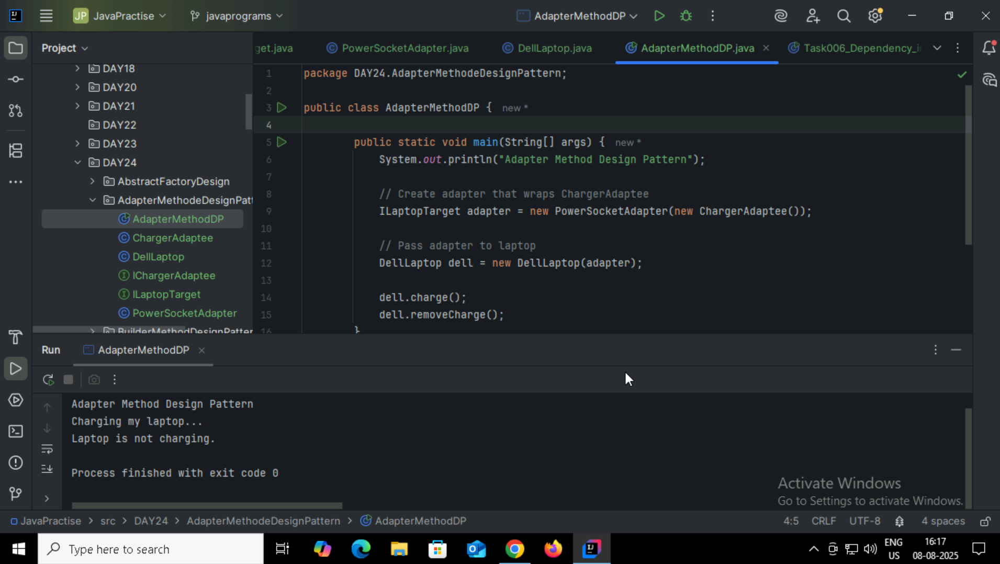 JP JavaPractise javaprograms AdapterMethodDP
Project
get.java PowerSocketAdapter.java DellLaptop.java AdapterMethodDP.java Task006_Dependency_i
DAY18
DAY20
DAY21
DAY22
DAY23
DAY24
AbstractFactoryDesign
AdapterMethodeDesignPatt
AdapterMethodDP
ChargerAdaptee
DellLaptop
IChargerAdaptee
ILaptopTarget
PowerSocketAdapter
BuilderMethodDesignPatter
1 package DAY24.AdapterMethodeDesignPattern;
2
3 public class AdapterMethodDP { new *
4
5 public static void main(String[] args) { new *
6 System.out.println("Adapter Method Design Pattern");
7
8 // Create adapter that wraps ChargerAdaptee
9 ILaptopTarget adapter = new PowerSocketAdapter(new ChargerAdaptee());
10
11 // Pass adapter to laptop
12 DellLaptop dell = new DellLaptop(adapter);
13
14 dell.charge();
15 dell.removeCharge();
16 }
Run AdapterMethodDP
Adapter Method Design Pattern
Charging my laptop...
Laptop is not charging.
Process finished with exit code 0
Activate Windows
Go to Settings to activate Windows.
JavaPractise > src > DAY24 > AdapterMethodeDesignPattern > AdapterMethodDP 4:5 CRLF UTF-8 4 spaces
Type here to search
ENG
US
16:17
08-08-2025